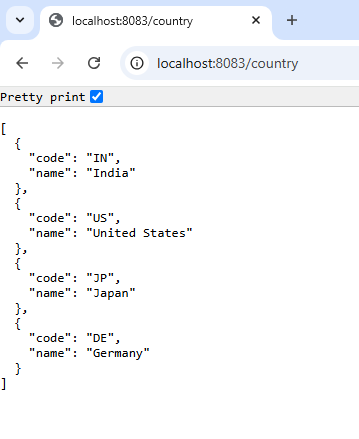 localhost:8083/country
localhost:8083/country
Pretty print
[
  {
    "code": "IN",
    "name": "India"
  },
  {
    "code": "US",
    "name": "United States"
  },
  {
    "code": "JP",
    "name": "Japan"
  },
  {
    "code": "DE",
    "name": "Germany"
  }
]